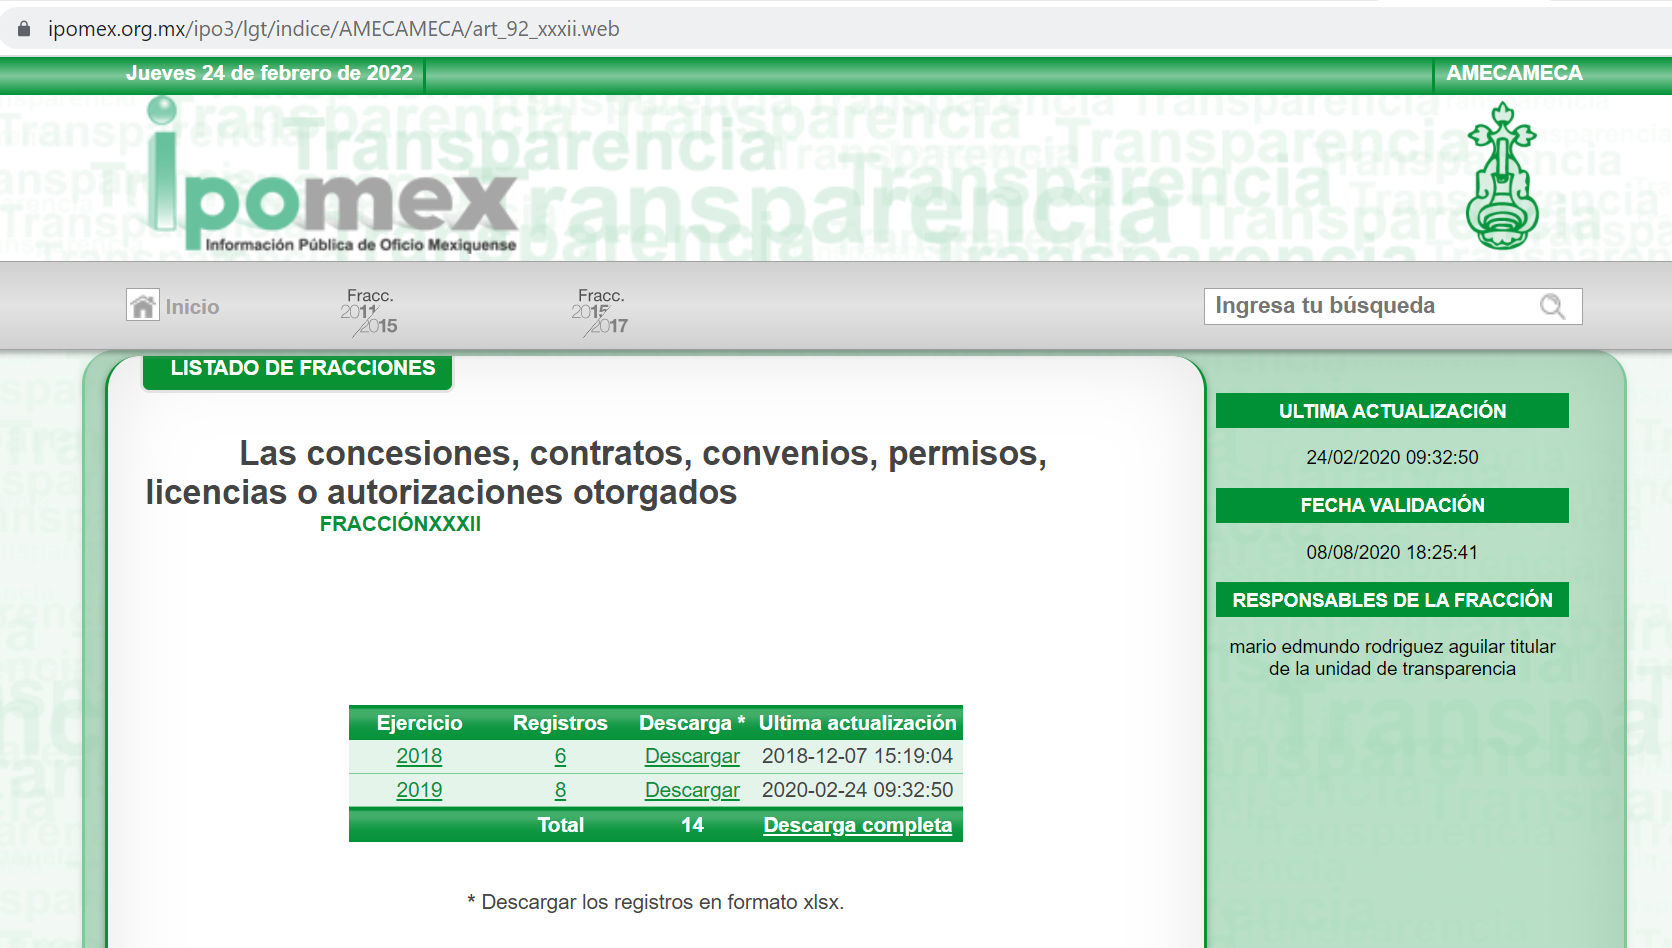 ipomex.org.mx/ipo3/lgt/indice/AMECAMECA/art_92_xxxii.web
Jueves 24 de febrero de 2022
AMECAMECA
ipomex
Información Pública de Oficio Mexiquense
Transparencia
Inicio
Fracc.
2011/2015
Fracc.
2015/2017
Ingresa tu búsqueda
LISTADO DE FRACCIONES
Las concesiones, contratos, convenios, permisos,
licencias o autorizaciones otorgados
FRACCIÓNXXXII
Ejercicio Registros Descarga * Ultima actualización
2018 6 Descargar 2018-12-07 15:19:04
2019 8 Descargar 2020-02-24 09:32:50
Total 14 Descarga completa
* Descargar los registros en formato xlsx.
ULTIMA ACTUALIZACIÓN
24/02/2020 09:32:50
FECHA VALIDACIÓN
08/08/2020 18:25:41
RESPONSABLES DE LA FRACCIÓN
mario edmundo rodriguez aguilar titular
de la unidad de transparencia